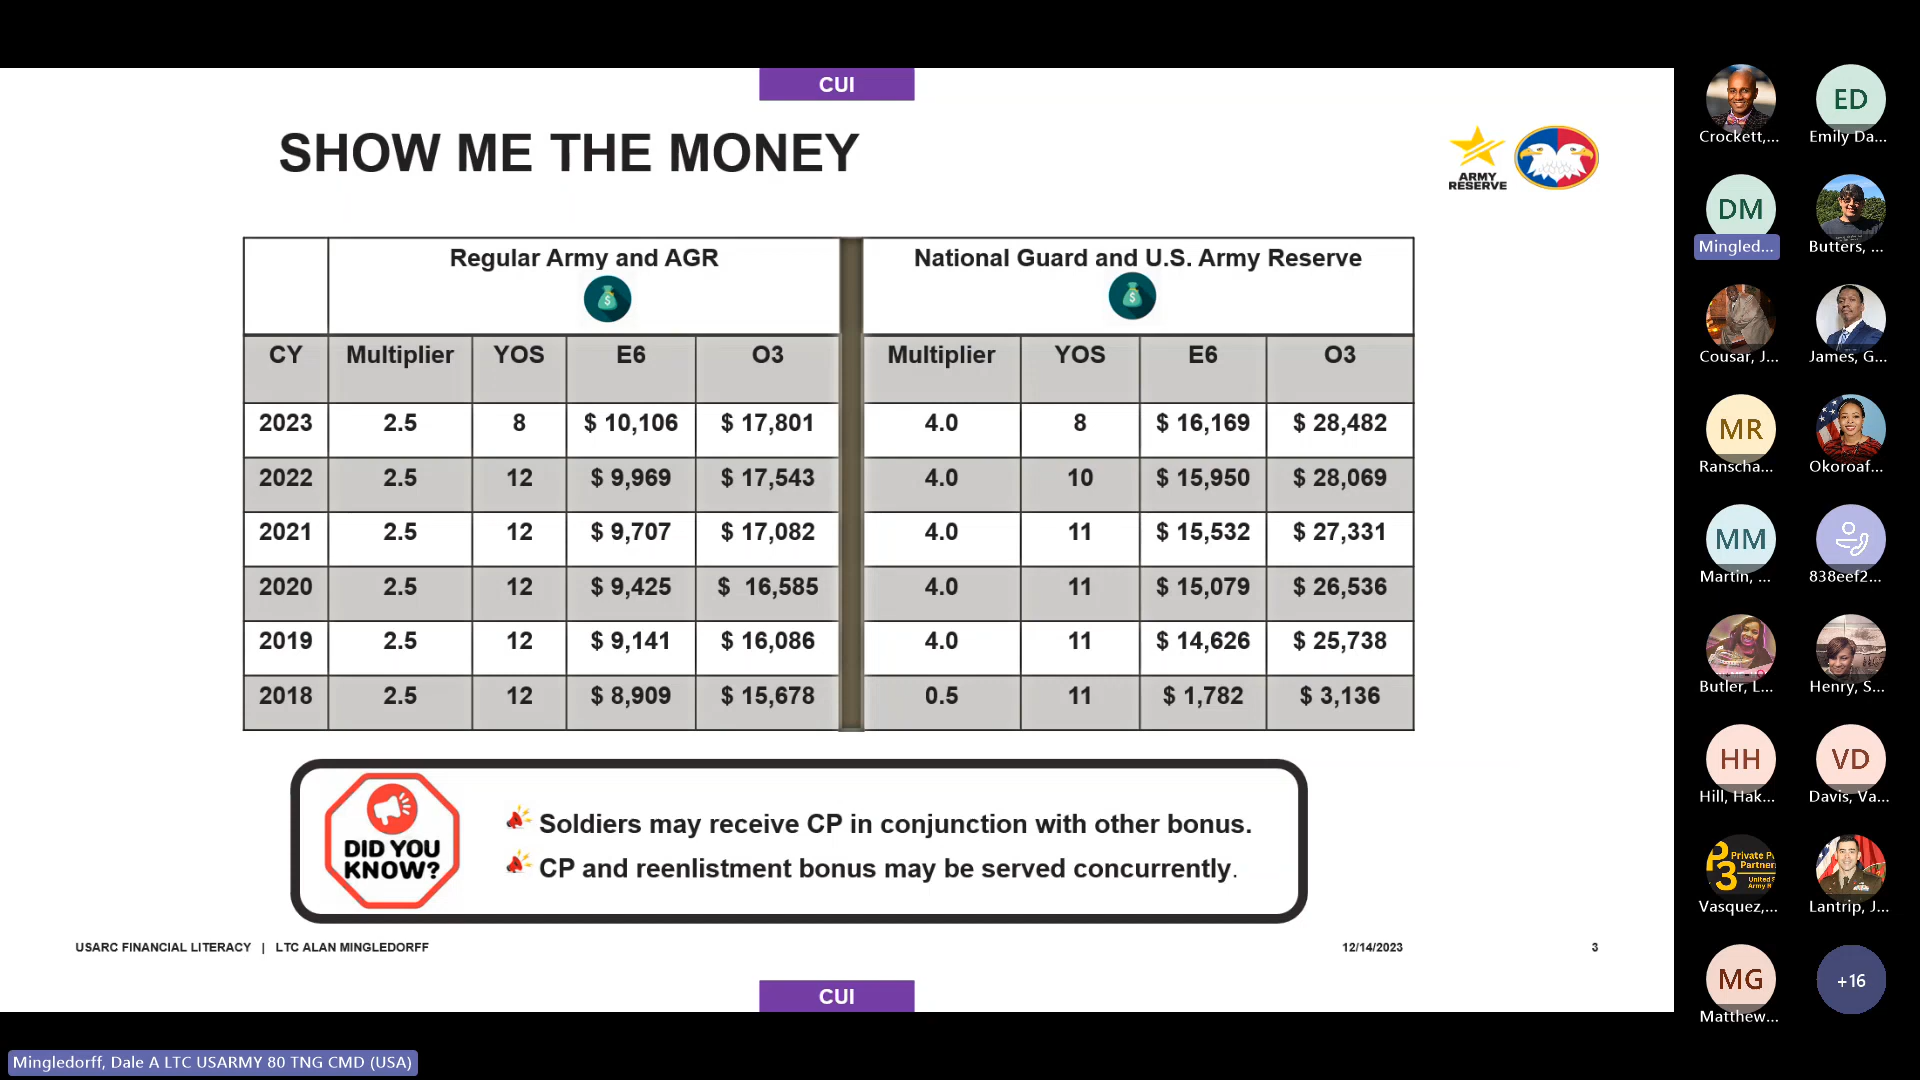 CUI
SHOW ME THE MONEY
ARMY
RESERVE
Regular Army and AGR National Guard and U.S. Army Reserve
CY Multiplier YOS E6 O3 Multiplier YOS E6 O3
2023 2.5 8 $ 10,106 $ 17,801 4.0 8 $ 16,169 $ 28,482
2022 2.5 12 $ 9,969 $ 17,543 4.0 10 $ 15,950 $ 28,069
2021 2.5 12 $ 9,707 $ 17,082 4.0 11 $ 15,532 $ 27,331
2020 2.5 12 $ 9,425 $ 16,585 4.0 11 $ 15,079 $ 26,536
2019 2.5 12 $ 9,141 $ 16,086 4.0 11 $ 14,626 $ 25,738
2018 2.5 12 $ 8,909 $ 15,678 0.5 11 $ 1,782 $ 3,136
DID YOU
KNOW?
Soldiers may receive CP in conjunction with other bonus.
CP and reenlistment bonus may be served concurrently.
USARC FINANCIAL LITERACY | LTC ALAN MINGLEDORFF 12/14/2023 3
CUI
Mingledorff, Dale A LTC USARMY 80 TNG CMD (USA)
ED
Crockett,... Emily Da...
DM
Mingled... Butters, ...
Cousar, J... James, G...
MR
Ranscha... Okoroaf...
MM
Martin, ... 838eef2...
Butler, L... Henry, S...
HH VD
Hill, Hak... Davis, Va...
P3 Private P
Partner
United S
Army R
Vasquez,... Lantrip, J...
MG +16
Matthew...